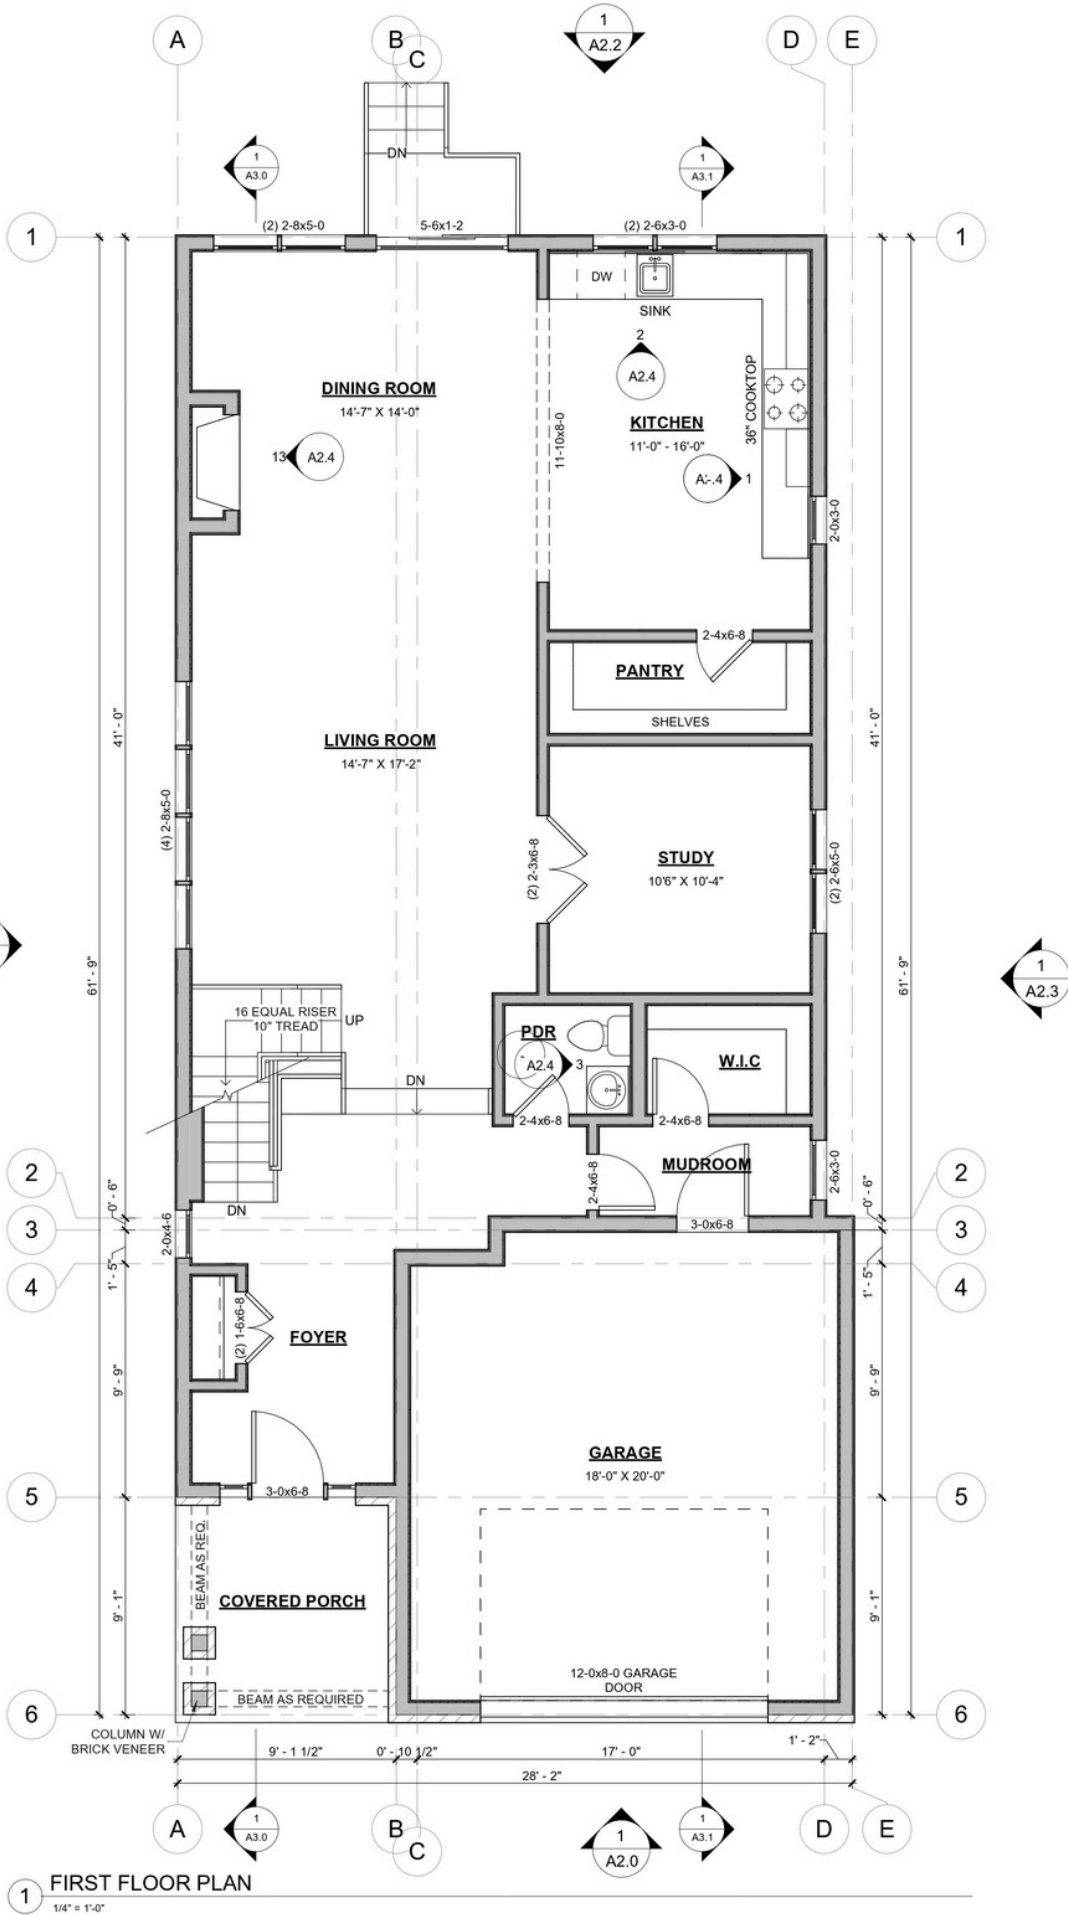 A
B
C
D
E
1
A2.2
DN
1
A3.0
1
A3.1
1
(2) 2-8x5-0
5-6x1-2
(2) 2-6x3-0
1
DW
SINK
2
A2.4
36" COOKTOP
DINING ROOM
14'-7" X 14'-0"
KITCHEN
11'-0" - 16'-0"
11-10x8-0
13
A2.4
1
2-0x3-0
2-4x6-8
PANTRY
SHELVES
41' - 0"
41' - 0"
LIVING ROOM
14'-7" X 17'-2"
(4) 2-8x5-0
(2) 2-3x6-8
STUDY
10'6" X 10'-4"
(2) 2-6x5-0
61' - 9"
61' - 9"
1
A2.3
16 EQUAL RISER
10" TREAD
UP
PDR
A2.4
3
W.I.C
DN
2-4x6-8
2-4x6-8
2-4x6-8
MUDROOM
2-6x3-0
2
2
DN
0' - 6"
0' - 6"
3
2-0x4-6
3-0x6-8
3
1' - 5"
1' - 5"
4
4
(2) 1-6x6-8
FOYER
9' - 9"
9' - 9"
GARAGE
18'-0" X 20'-0"
5
3-0x6-8
5
BEAM AS REQ.
COVERED PORCH
9' - 1"
9' - 1"
12-0x8-0 GARAGE
DOOR
BEAM AS REQUIRED
6
6
COLUMN W/
BRICK VENEER
9' - 1 1/2"
0' - 10 1/2"
17' - 0"
1' - 2"
28' - 2"
A
1
A3.0
B
C
1
A2.0
1
A3.1
D
E
1
FIRST FLOOR PLAN
1/4" = 1'-0"